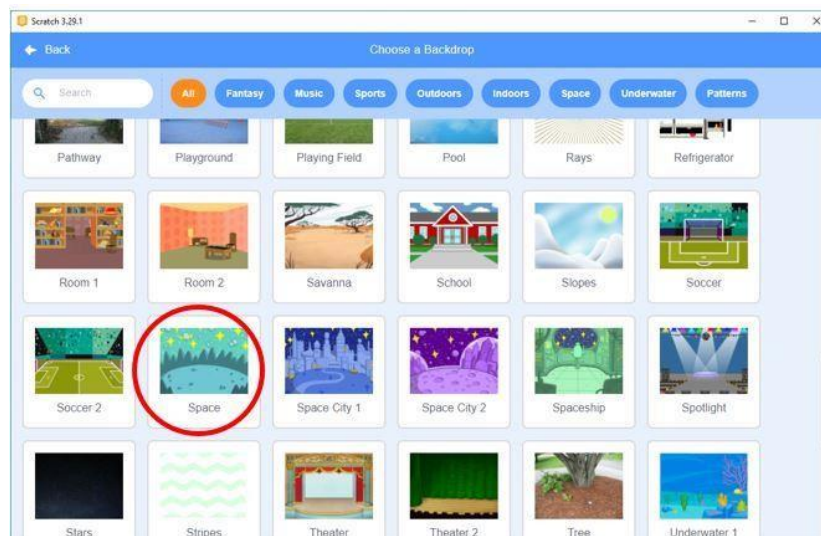 Scratch 3.29.1
Back
Choose a Backdrop
Search
All Fantasy Music Sports Outdoors Indoors Space Underwater Patterns
Pathway Playground Playing Field Pool Rays Refrigerator
Room 1 Room 2 Savanna School Slopes Soccer
Soccer 2 Space Space City 1 Space City 2 Spaceship Spotlight
Stars Stripes Theater Theater 2 Tree Underwater 1